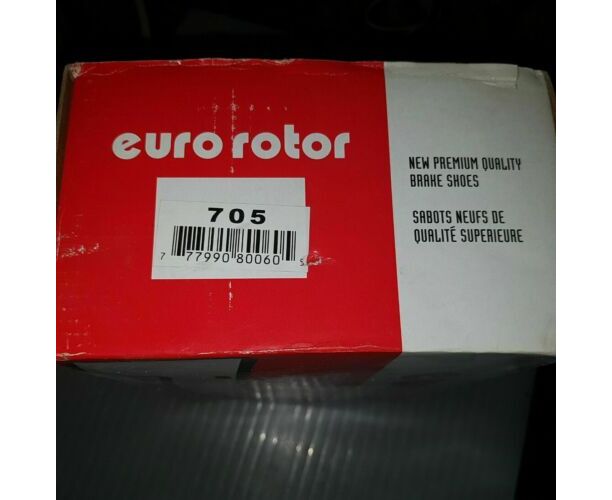 euro rotor
NEW PREMIUM QUALITY
BRAKE SHOES
SABOTS NEUFS DE
QUALITÉ SUPERIEURE
705
7 77990 80060 5